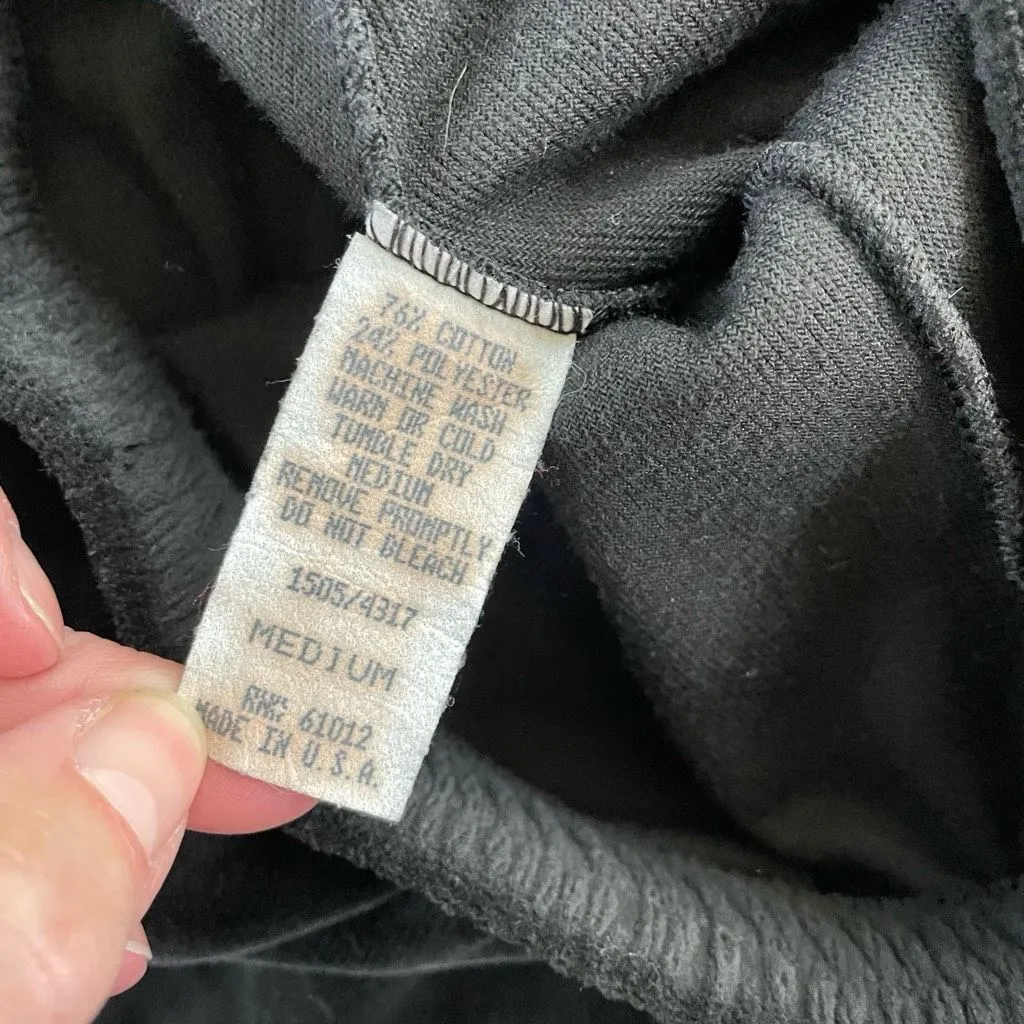 76% COTTON
24% POLYESTER
MACHINE WASH
WARM OR COLD
TUMBLE DRY
MEDIUM
REMOVE PROMPTLY
DO NOT BLEACH
1505/4317
MEDIUM
RN# 61012
MADE IN U.S.A.